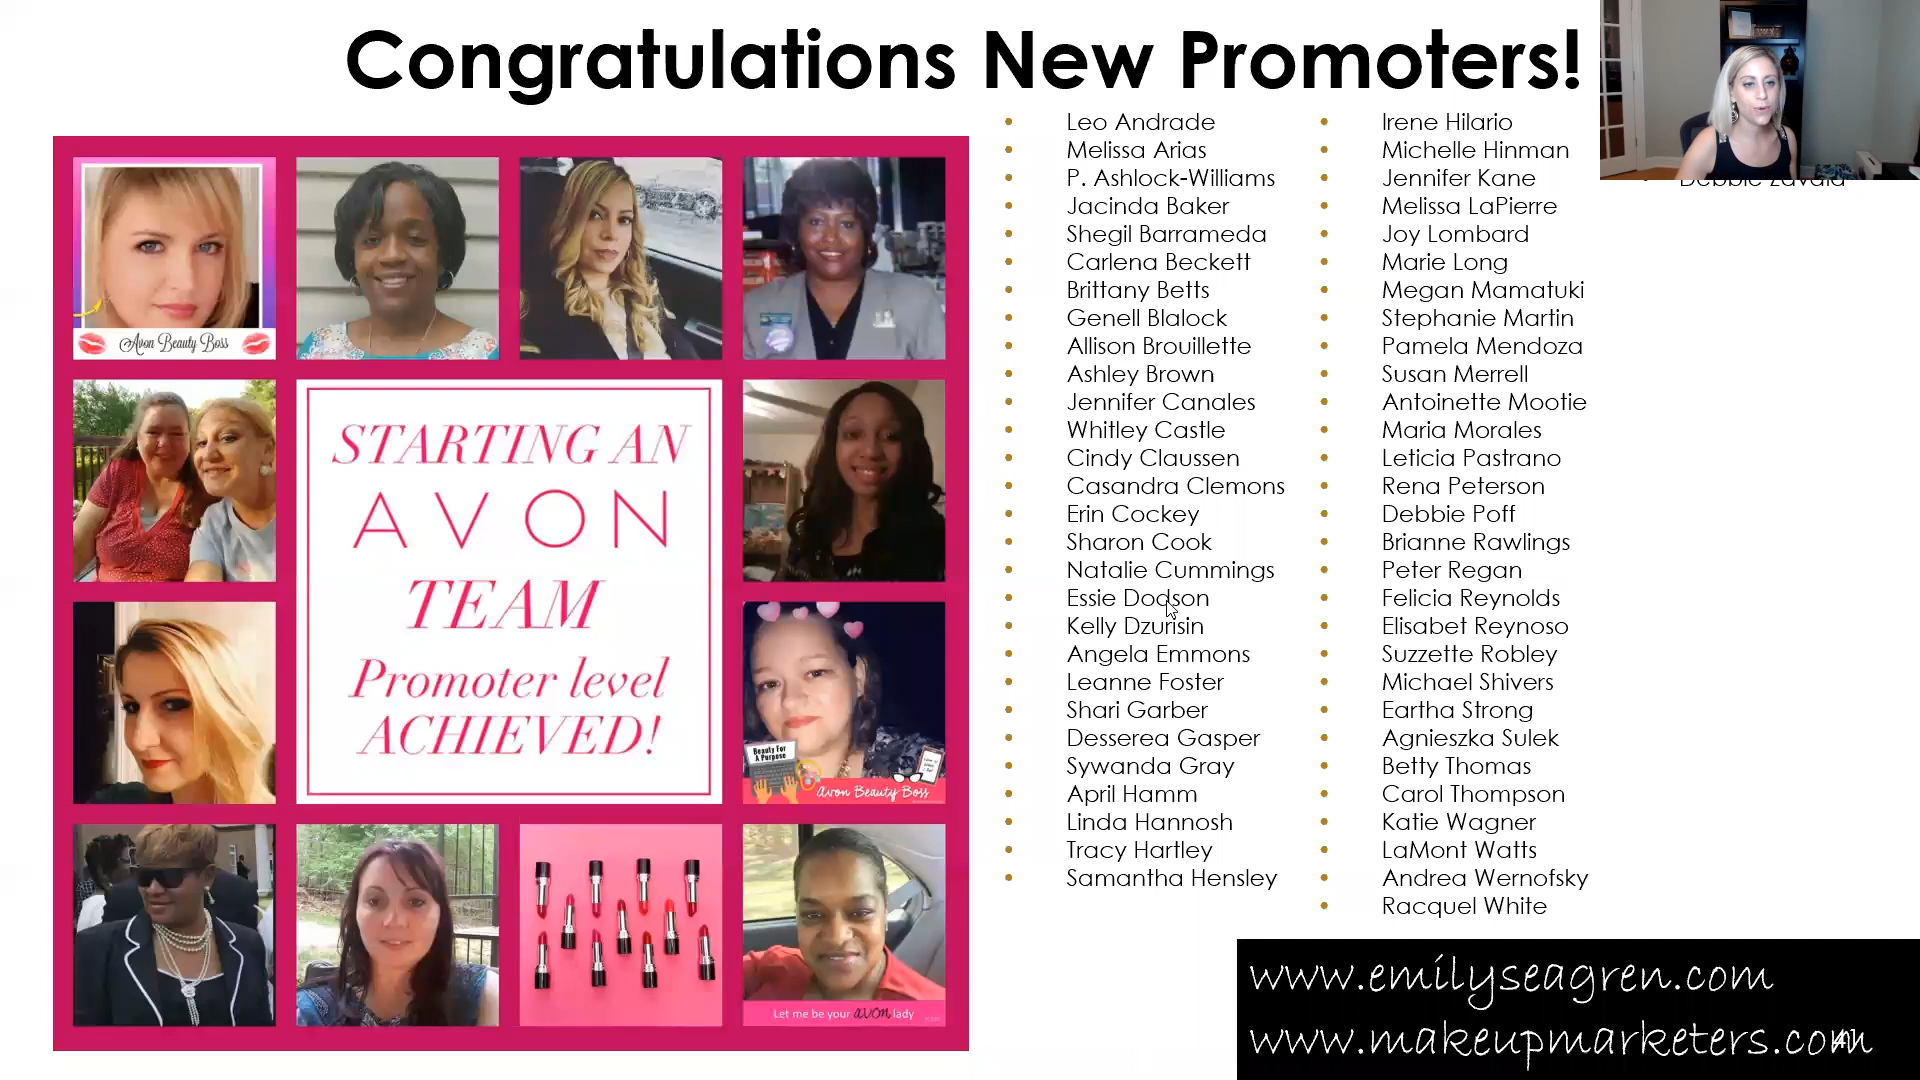 Congratulations New Promoters!
Avon Beauty Boss
STARTING AN
AVON
TEAM
Promoter level
ACHIEVED!
Beauty For
A Purpose
Avon Beauty Boss
Let me be your AVON lady
Leo Andrade
Melissa Arias
P. Ashlock-Williams
Jacinda Baker
Shegil Barrameda
Carlena Beckett
Brittany Betts
Genell Blalock
Allison Brouillette
Ashley Brown
Jennifer Canales
Whitley Castle
Cindy Claussen
Casandra Clemons
Erin Cockey
Sharon Cook
Natalie Cummings
Essie Dodson
Kelly Dzurisin
Angela Emmons
Leanne Foster
Shari Garber
Desserea Gasper
Sywanda Gray
April Hamm
Linda Hannosh
Tracy Hartley
Samantha Hensley
Irene Hilario
Michelle Hinman
Jennifer Kane
Melissa LaPierre
Joy Lombard
Marie Long
Megan Mamatuki
Stephanie Martin
Pamela Mendoza
Susan Merrell
Antoinette Mootie
Maria Morales
Leticia Pastrano
Rena Peterson
Debbie Poff
Brianne Rawlings
Peter Regan
Felicia Reynolds
Elisabet Reynoso
Suzzette Robley
Michael Shivers
Eartha Strong
Agnieszka Sulek
Betty Thomas
Carol Thompson
Katie Wagner
LaMont Watts
Andrea Wernofsky
Racquel White
Debbie Zavala
www.emilyseagren.com
www.makeupmarketers.com